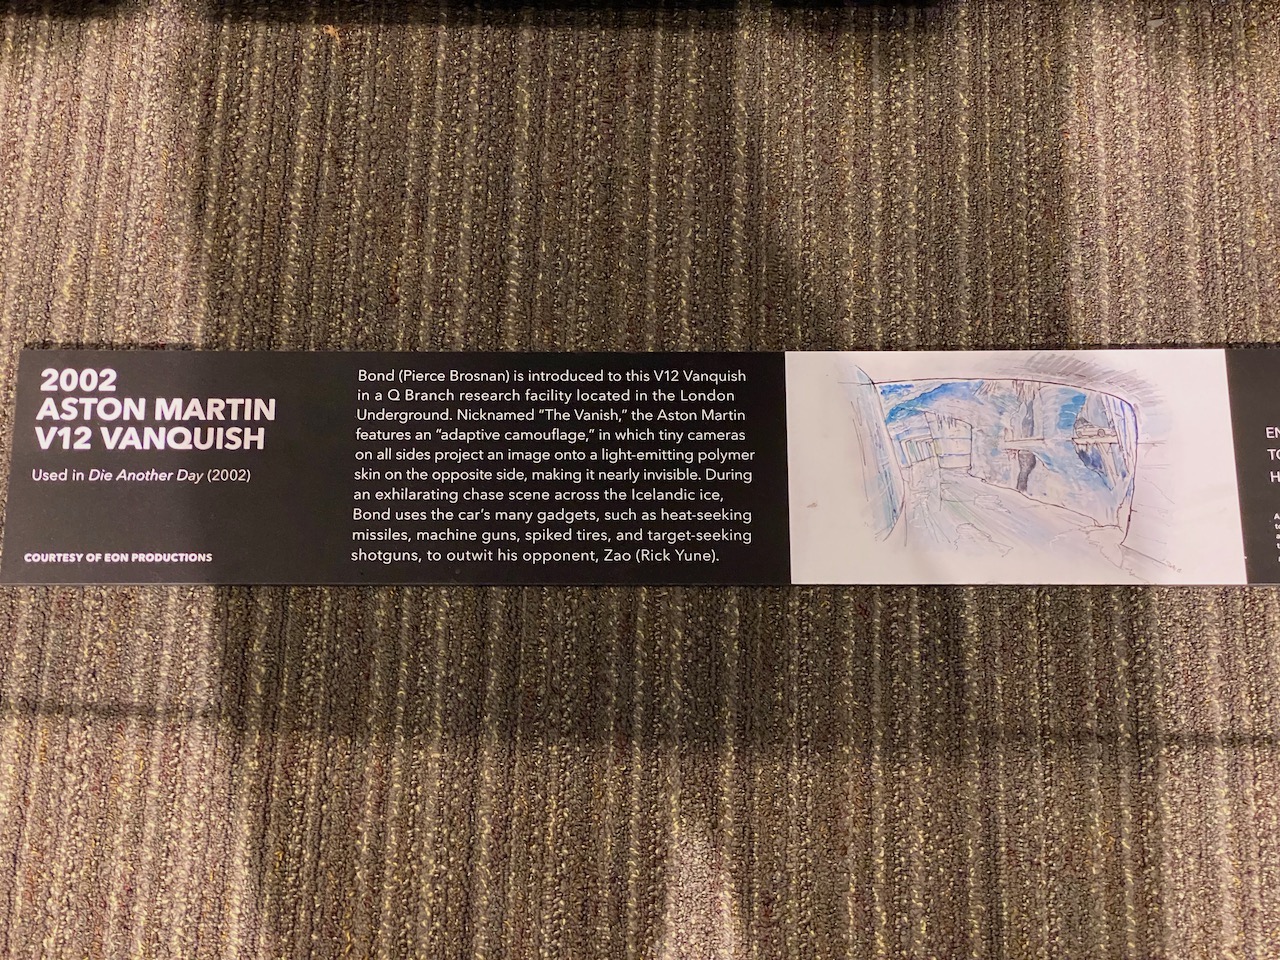 2002
ASTON MARTIN
V12 VANQUISH
Used in Die Another Day (2002)
COURTESY OF EON PRODUCTIONS
Bond (Pierce Brosnan) is introduced to this V12 Vanquish
in a Q Branch research facility located in the London
Underground. Nicknamed “The Vanish,” the Aston Martin
features an “adaptive camouflage,” in which tiny cameras
on all sides project an image onto a light-emitting polymer
skin on the opposite side, making it nearly invisible. During
an exhilarating chase scene across the Icelandic ice,
Bond uses the car’s many gadgets, such as heat-seeking
missiles, machine guns, spiked tires, and target-seeking
shotguns, to outwit his opponent, Zao (Rick Yune).